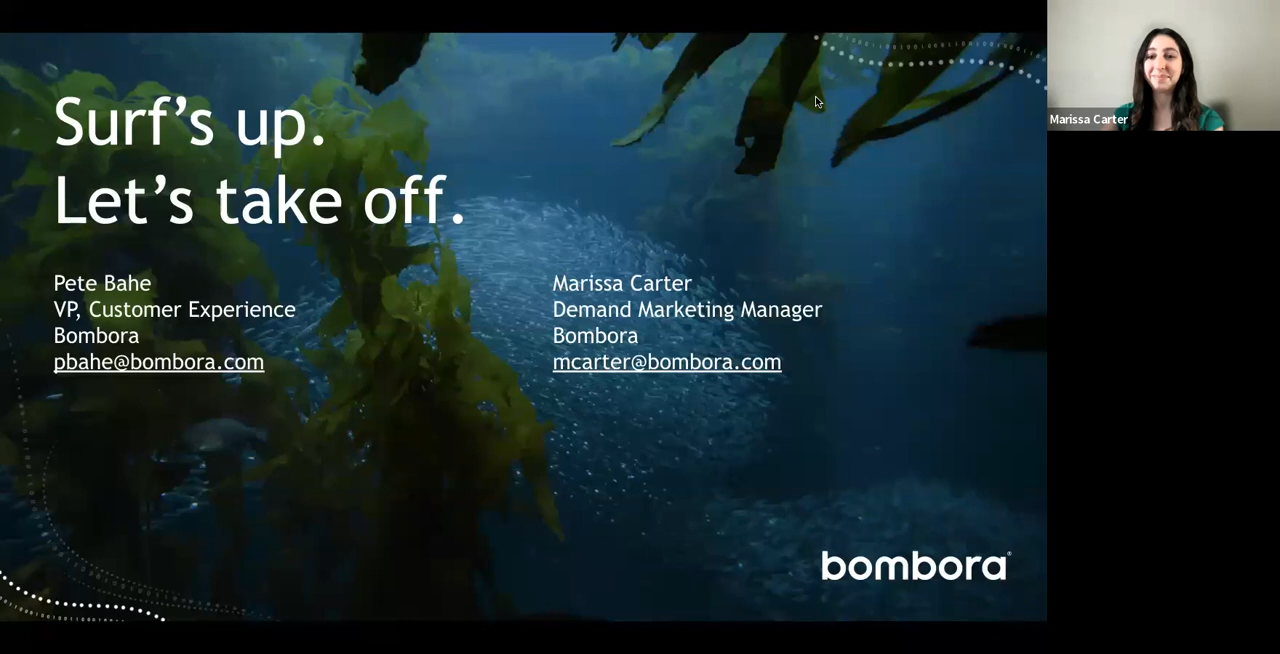 Surf’s up.
Let’s take off.
Pete Bahe
VP, Customer Experience
Bombora
pbahe@bombora.com
Marissa Carter
Demand Marketing Manager
Bombora
mcarter@bombora.com
bombora®
Marissa Carter